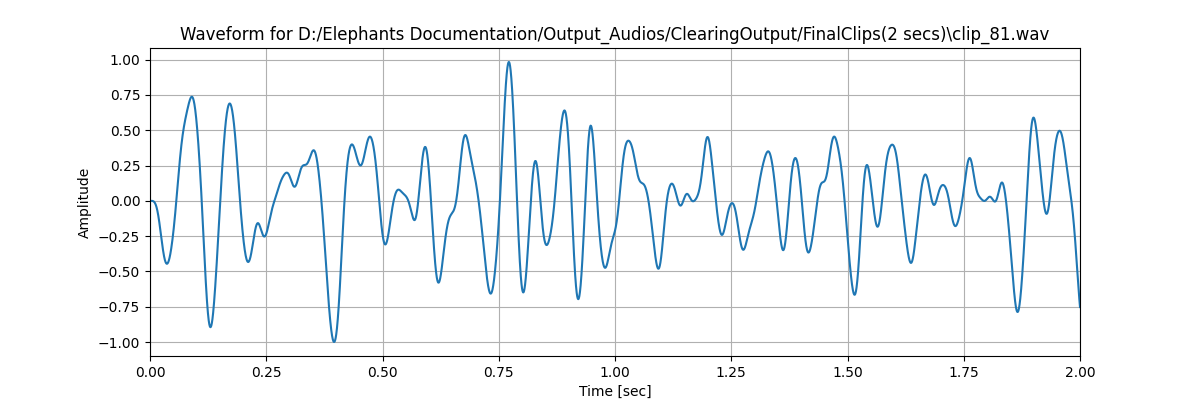 Waveform for D:/Elephants Documentation/Output_Audios/ClearingOutput/FinalClips(2 secs)\clip_81.wav
1.00
0.75
0.50
0.25
0.00
−0.25
−0.50
−0.75
−1.00
Amplitude
0.00 0.25 0.50 0.75 1.00 1.25 1.50 1.75 2.00
Time [sec]